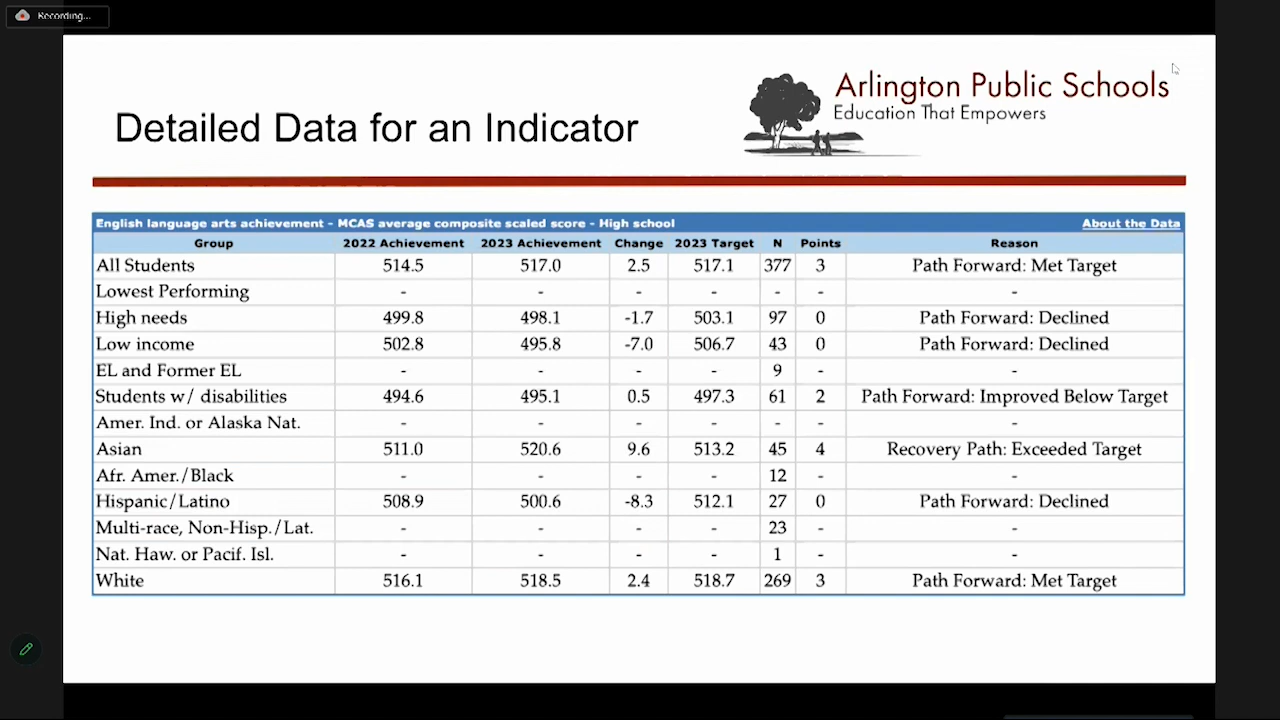 Recording...
Arlington Public Schools
Education That Empowers
Detailed Data for an Indicator
English language arts achievement - MCAS average composite scaled score - High school About the Data
Group 2022 Achievement 2023 Achievement Change 2023 Target N Points Reason
All Students 514.5 517.0 2.5 517.1 377 3 Path Forward: Met Target
Lowest Performing - - - - - - -
High needs 499.8 498.1 -1.7 503.1 97 0 Path Forward: Declined
Low income 502.8 495.8 -7.0 506.7 43 0 Path Forward: Declined
EL and Former EL - - - - 9 - -
Students w/ disabilities 494.6 495.1 0.5 497.3 61 2 Path Forward: Improved Below Target
Amer. Ind. or Alaska Nat. - - - - - - -
Asian 511.0 520.6 9.6 513.2 45 4 Recovery Path: Exceeded Target
Afr. Amer./Black - - - - 12 - -
Hispanic/Latino 508.9 500.6 -8.3 512.1 27 0 Path Forward: Declined
Multi-race, Non-Hisp./Lat. - - - - 23 - -
Nat. Haw. or Pacif. Isl. - - - - 1 - -
White 516.1 518.5 2.4 518.7 269 3 Path Forward: Met Target